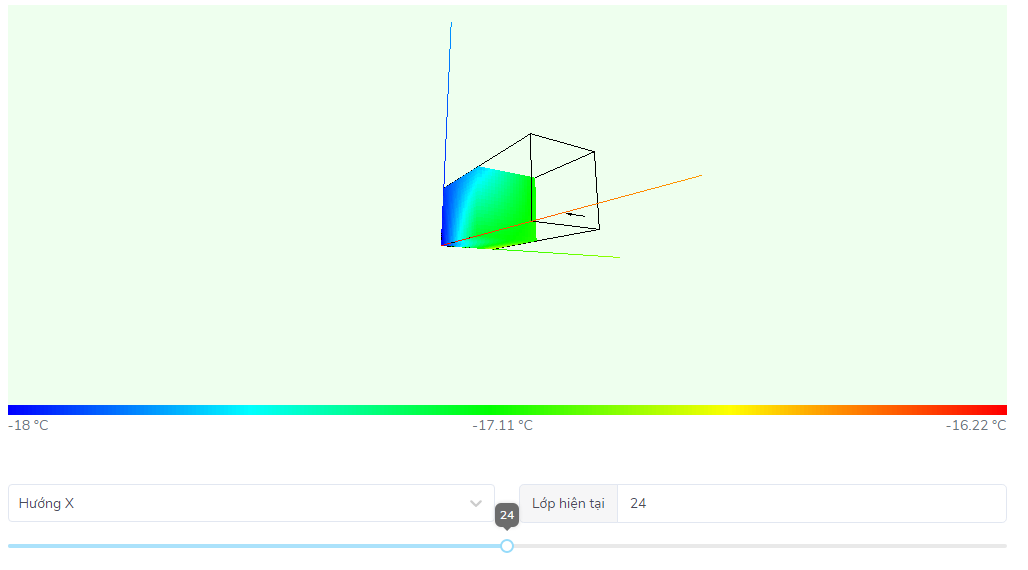 -18 °C
-17.11 °C
-16.22 °C
Hướng X
Lớp hiện tại
24
24